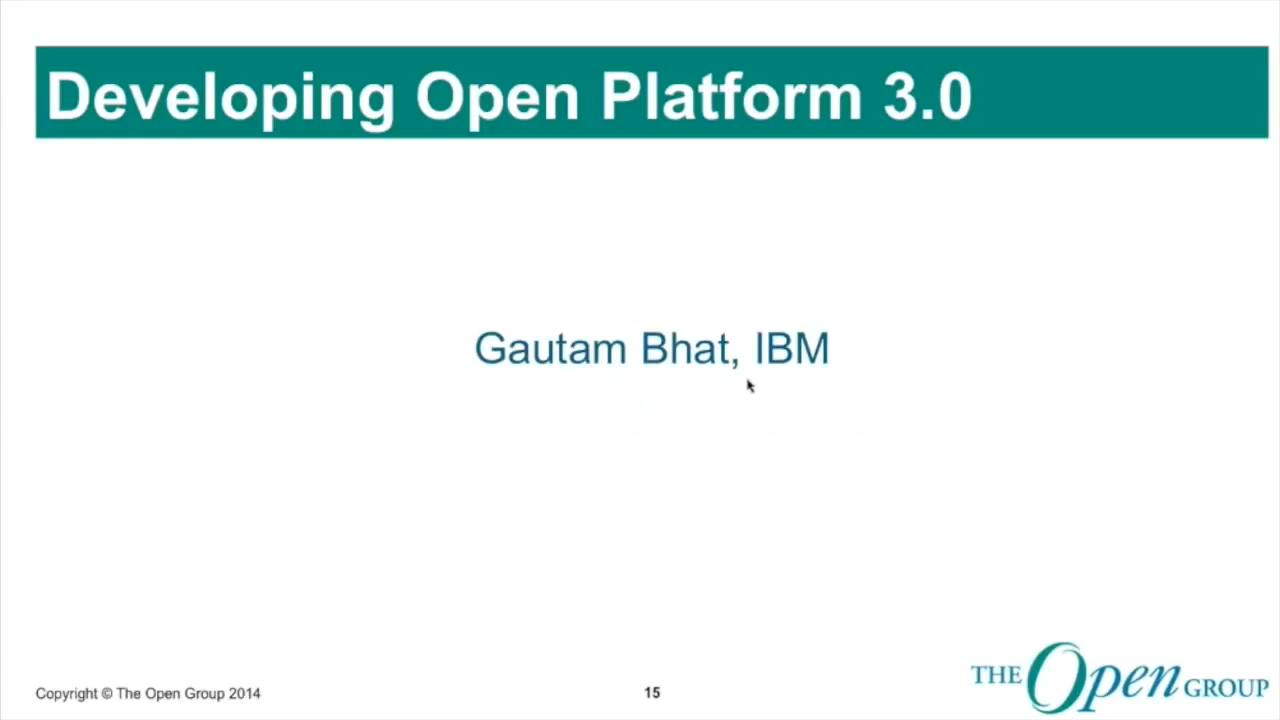 Developing Open Platform 3.0
Gautam Bhat, IBM
Copyright © The Open Group 2014
15
THE Open GROUP